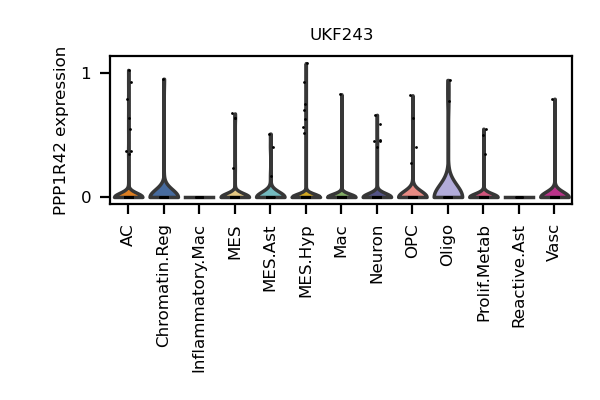 UKF243
PPP1R42 expression
1
0
AC
Chromatin.Reg
Inflammatory.Mac
MES
MES.Ast
MES.Hyp
Mac
Neuron
OPC
Oligo
Prolif.Metab
Reactive.Ast
Vasc